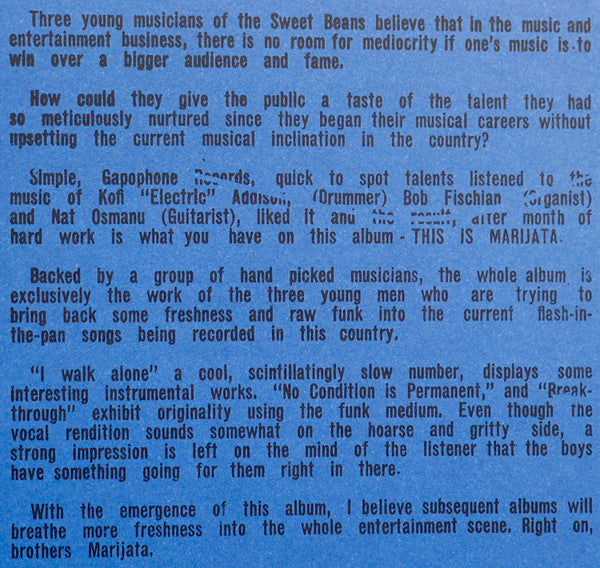 Three young musicians of the Sweet Beans believe that in the music and
entertainment business, there is no room for mediocrity if one's music is to
win over a bigger audience and fame.
How could they give the public a taste of the talent they had
so meticulously nurtured since they began their musical careers without
upsetting the current musical inclination in the country?
Simple, Gapophone Records, quick to spot talents listened to the
music of Kofi "Electric" Addison, (Drummer) Bob Fischian (Organist)
and Nat Osmanu (Guitarist), liked it and the result, after month of
hard work is what you have on this album - THIS IS MARIJATA.
Backed by a group of hand picked musicians, the whole album is
exclusively the work of the three young men who are trying to
bring back some freshness and raw funk into the current flash-in-
the-pan songs being recorded in this country.
"I walk alone" a cool, scintillatingly slow number, displays some
interesting instrumental works. "No Condition is Permanent," and "Break-
through" exhibit originality using the funk medium. Even though the
vocal rendition sounds somewhat on the hoarse and gritty side, a
strong impression is left on the mind of the listener that the boys
have something going for them right in there.
With the emergence of this album, I believe subsequent albums will
breathe more freshness into the whole entertainment scene. Right on,
brothers Marijata.